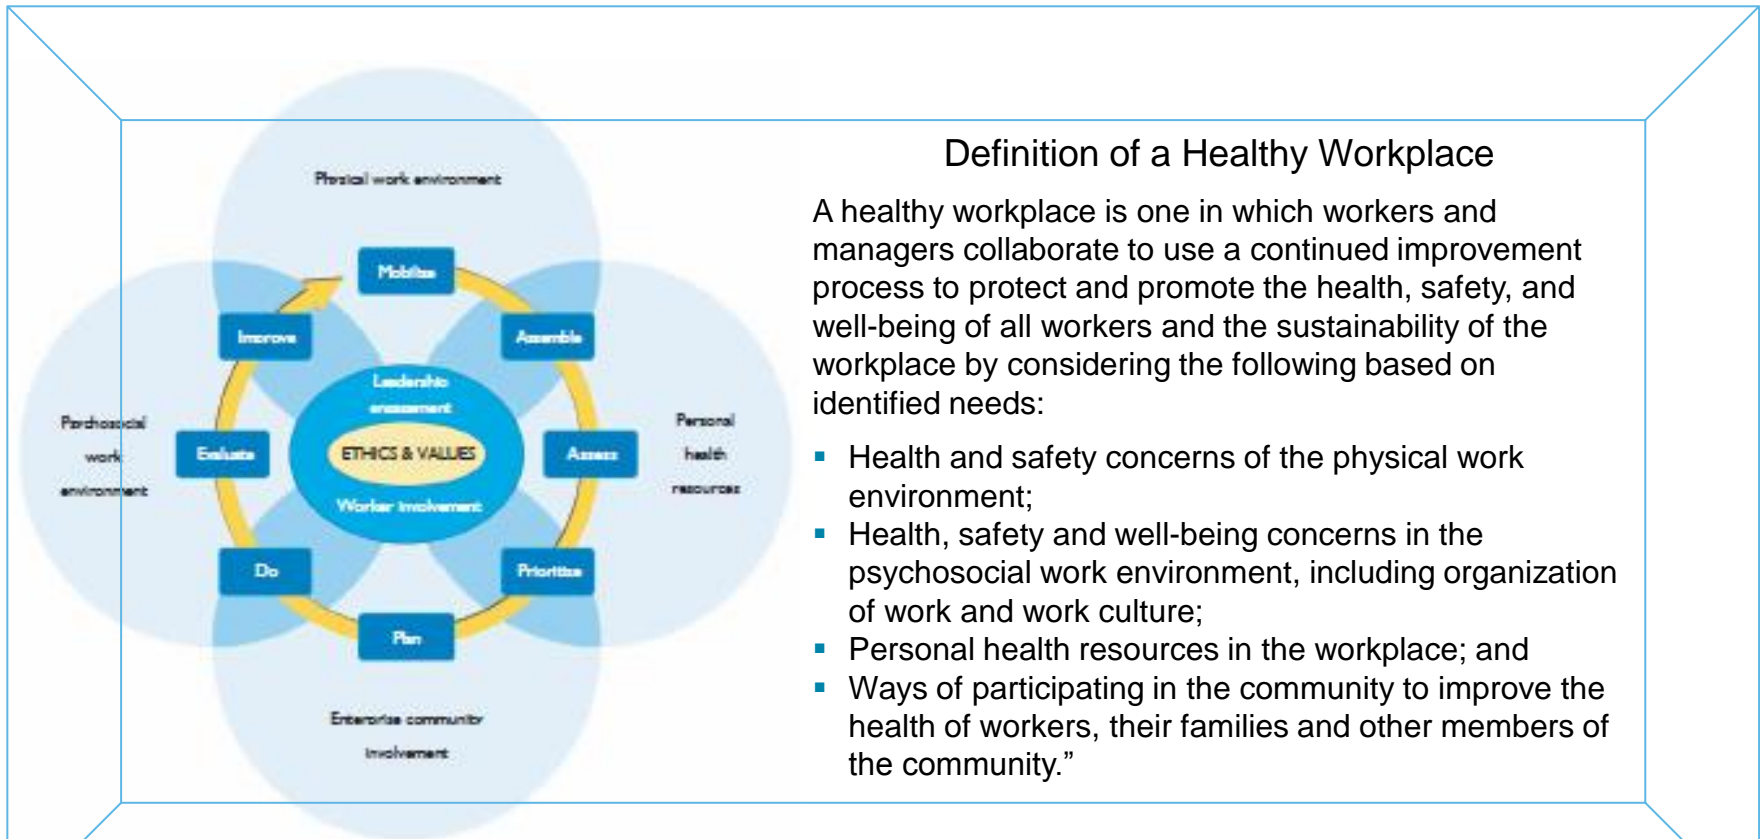 Physical work environment
Mobilise
Improve
Assemble
Leadership
engagement
Psychosocial
work
environment
Evaluate
ETHICS & VALUES
Assess
Personal
health
resources
Worker involvement
Do
Prioritise
Plan
Enterprise community
involvement
Definition of a Healthy Workplace
A healthy workplace is one in which workers and
managers collaborate to use a continued improvement
process to protect and promote the health, safety, and
well-being of all workers and the sustainability of the
workplace by considering the following based on
identified needs:
▪ Health and safety concerns of the physical work
environment;
▪ Health, safety and well-being concerns in the
psychosocial work environment, including organization
of work and work culture;
▪ Personal health resources in the workplace; and
▪ Ways of participating in the community to improve the
health of workers, their families and other members of
the community.”